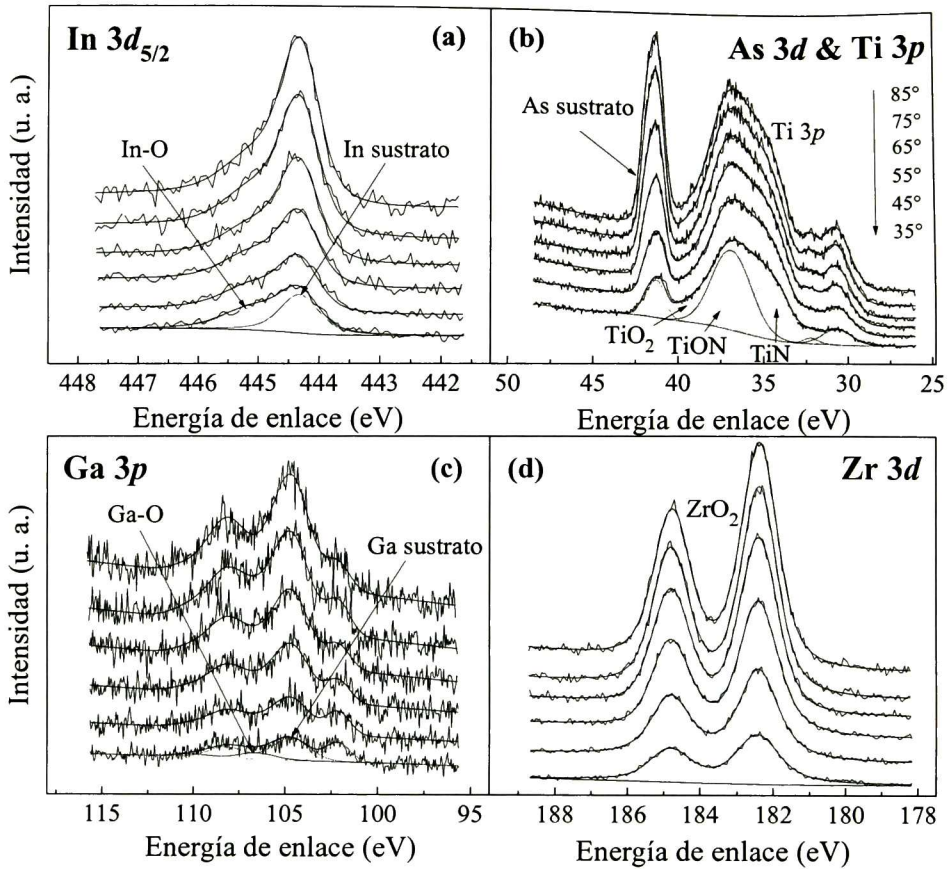 In 3d5/2
(a)
In-O
In sustrato
Intensidad (u. a.)
448 447 446 445 444 443 442
Energía de enlace (eV)
(b)
As 3d & Ti 3p
As sustrato
Ti 3p
85°
75°
65°
55°
45°
35°
TiO2
TiON
TiN
50 45 40 35 30 25
Energía de enlace (eV)
Ga 3p
(c)
Ga-O
Ga sustrato
Intensidad (u. a.)
115 110 105 100 95
Energía de enlace (eV)
(d)
Zr 3d
ZrO2
188 186 184 182 180 178
Energía de enlace (eV)